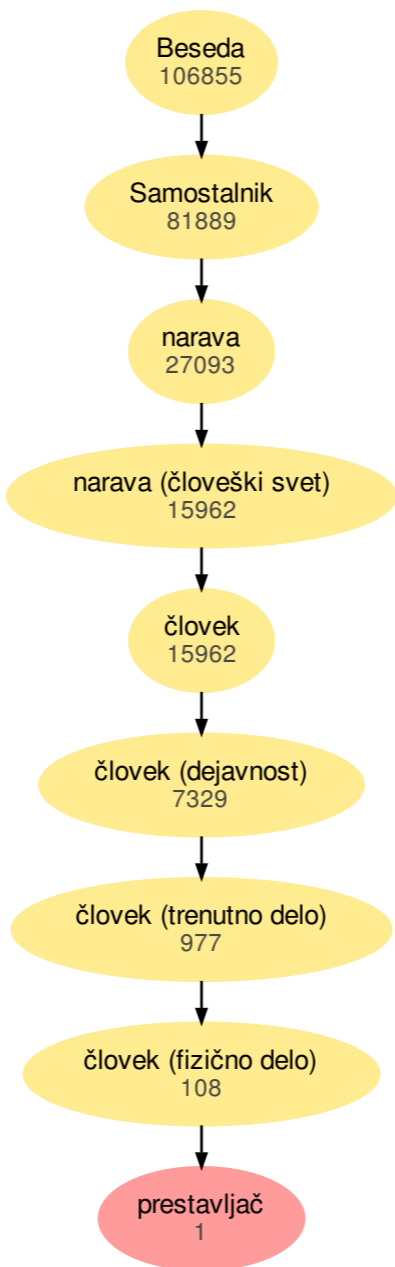 Beseda
106855
Samostalnik
81889
narava
27093
narava (človeški svet)
15962
človek
15962
človek (dejavnost)
7329
človek (trenutno delo)
977
človek (fizično delo)
108
prestavljač
1